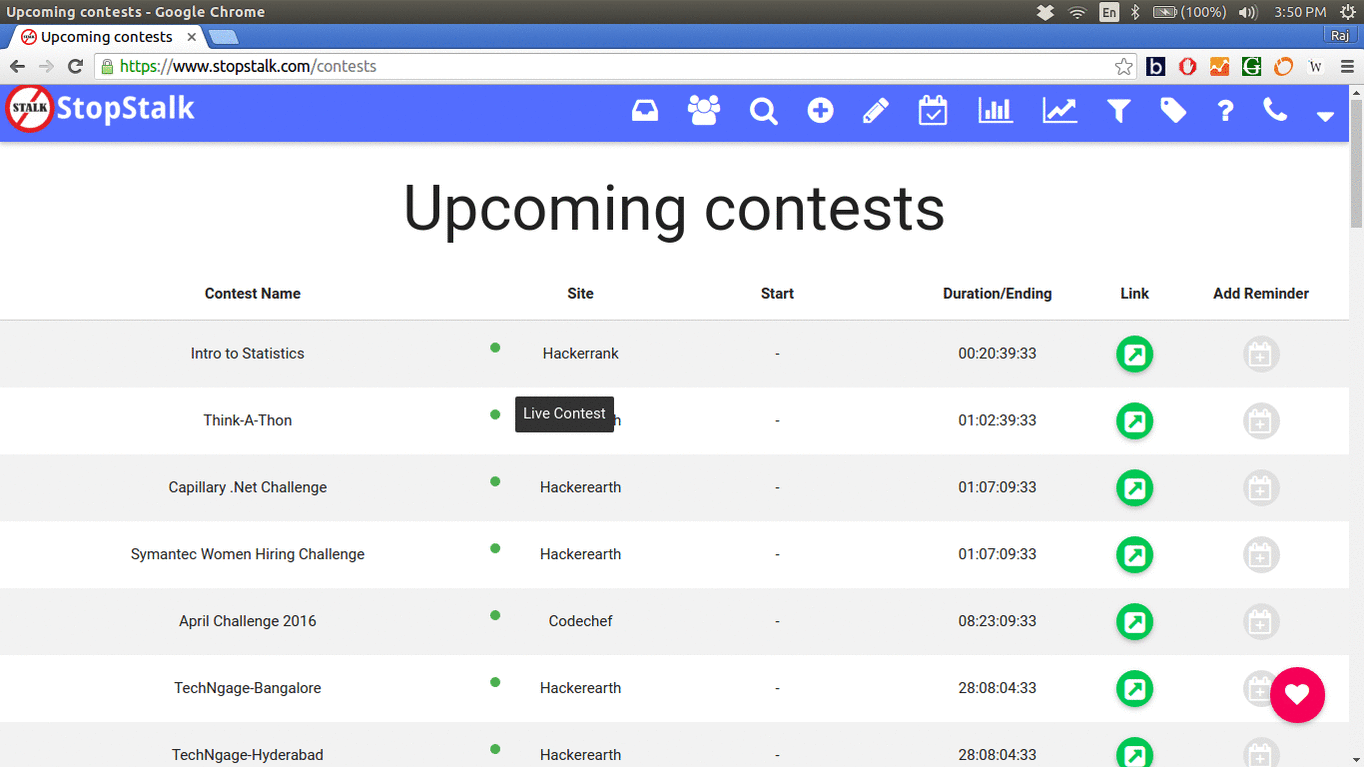 Upcoming contests - Google Chrome En (100%) 3:50 PM
Upcoming contests × Raj
https://www.stopstalk.com/contests b G W
STALK StopStalk ?
Upcoming contests
Contest Name Site Start Duration/Ending Link Add Reminder
Intro to Statistics Hackerrank - 00:20:39:33
Think-A-Thon Live Contest h - 01:02:39:33
Capillary .Net Challenge Hackerearth - 01:07:09:33
Symantec Women Hiring Challenge Hackerearth - 01:07:09:33
April Challenge 2016 Codechef - 08:23:09:33
TechNgage-Bangalore Hackerearth - 28:08:04:33
TechNgage-Hyderabad Hackerearth - 28:08:04:33